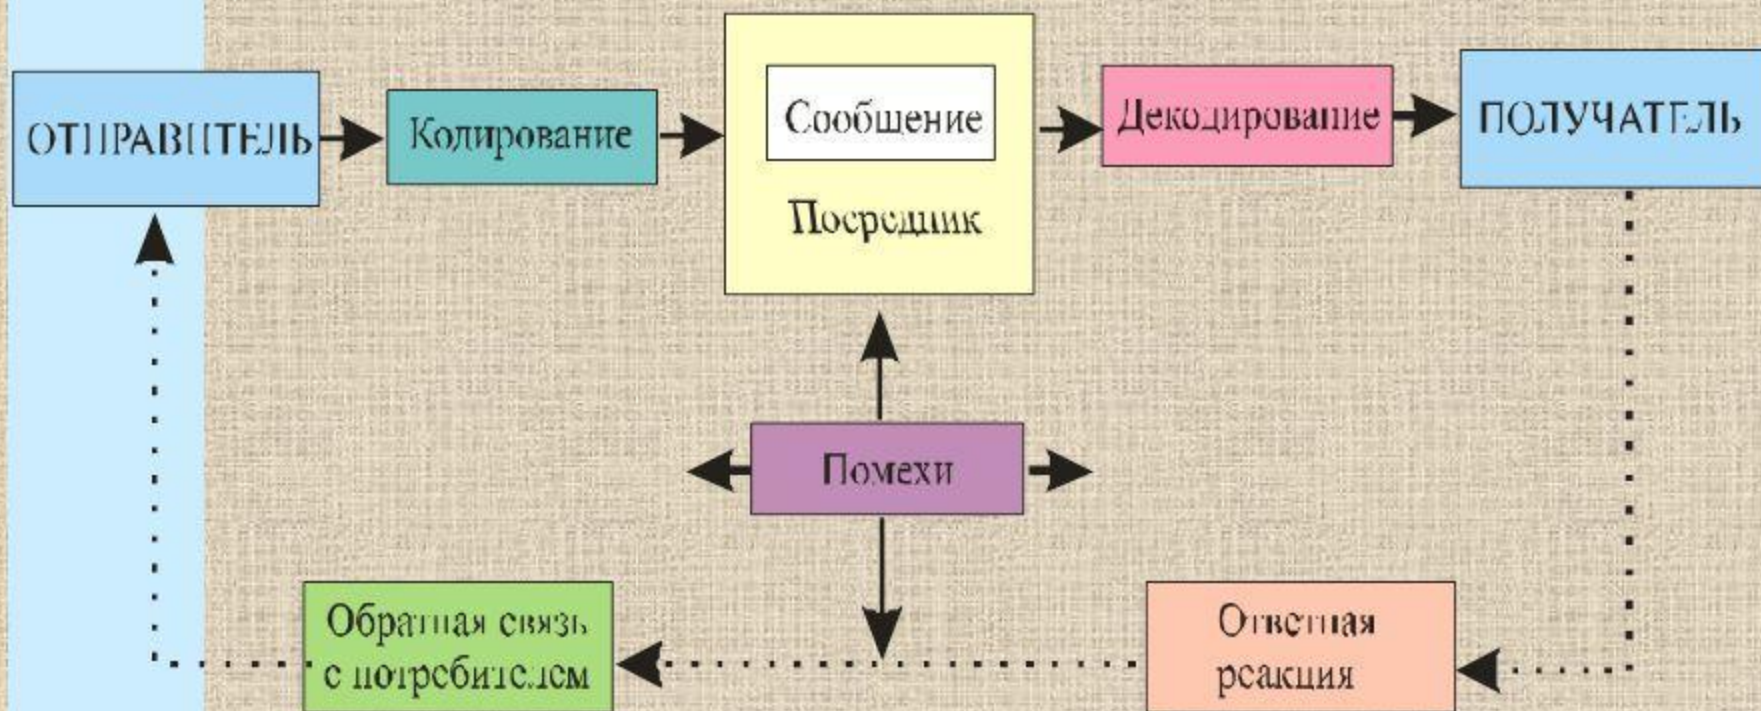 ОТПРАВИТЕЛЬ
Кодирование
Сообщение
Посредник
Декодирование
ПОЛУЧАТЕЛЬ
Помехи
Обратная связь
с потребителем
Ответная
реакция